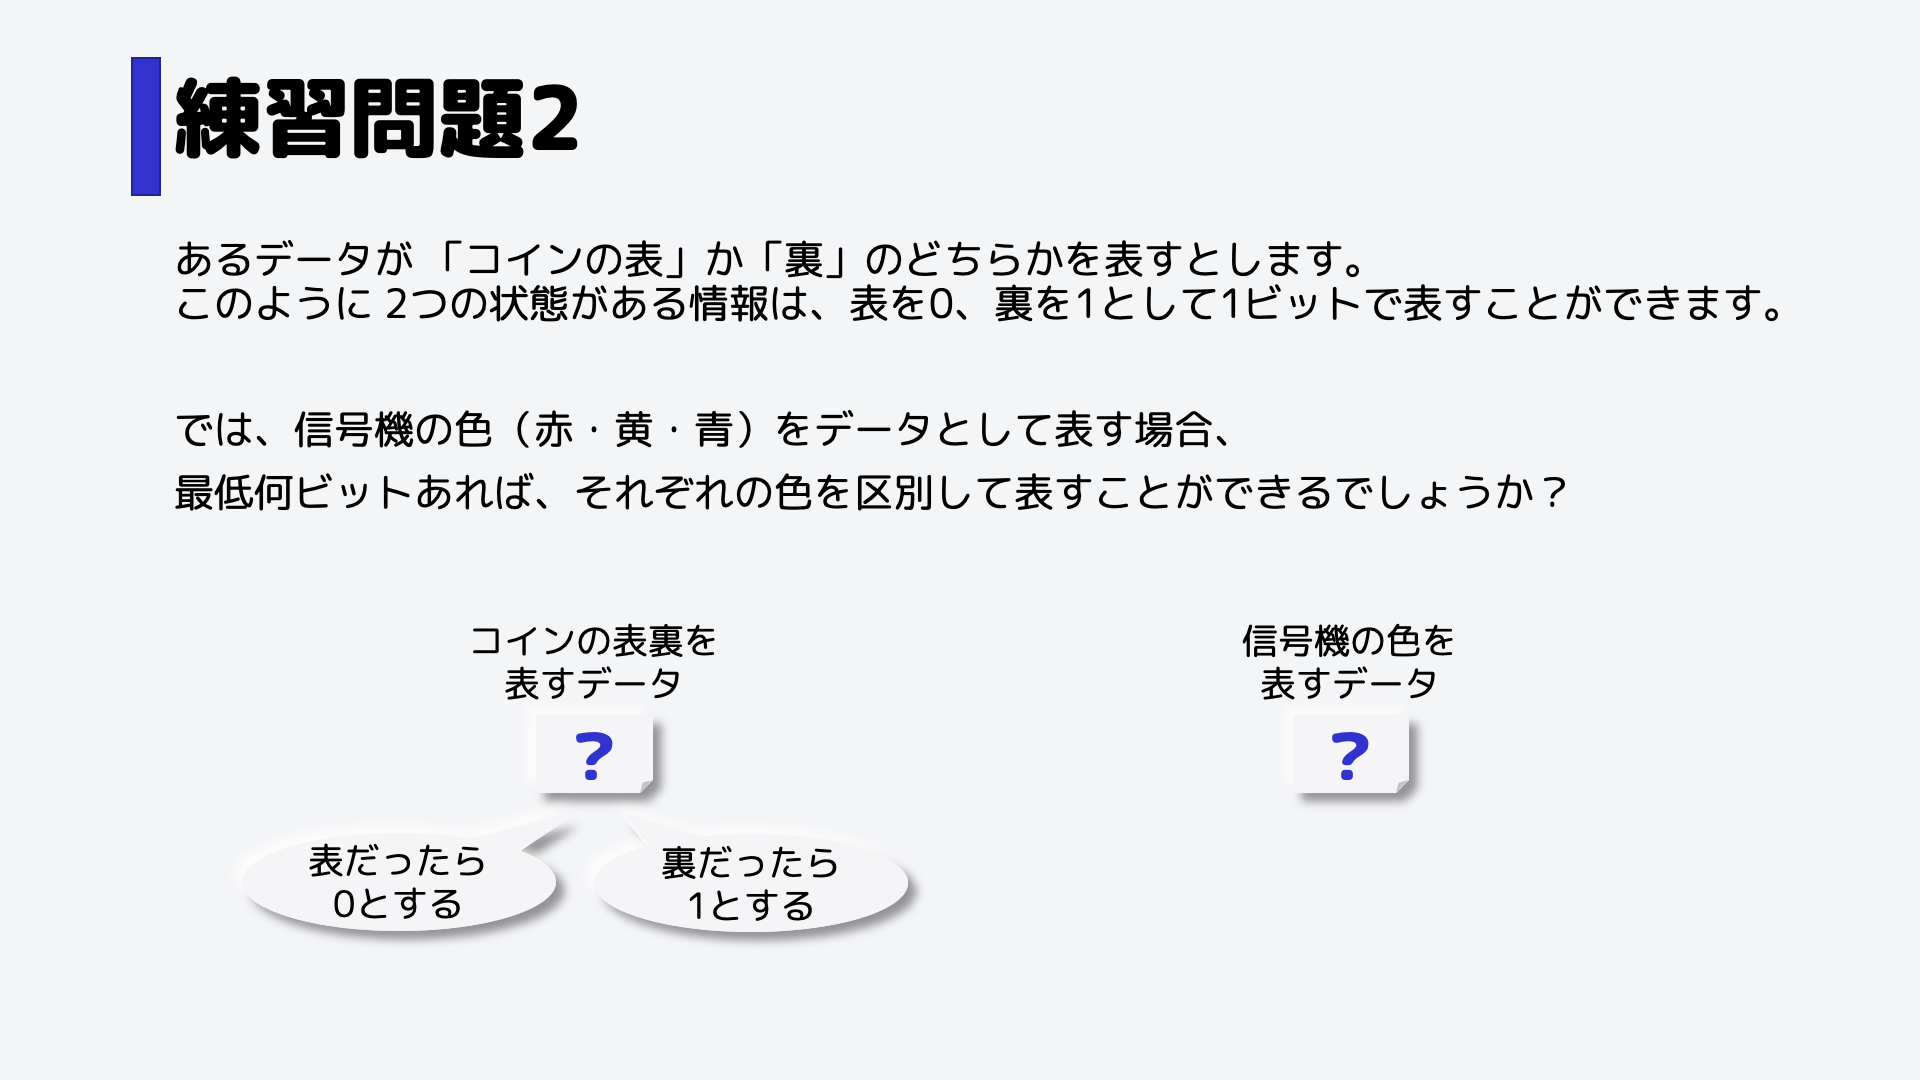 練習問題2
あるデータが「コインの表」か「裏」のどちらかを表すとします。
このように 2つの状態がある情報は、表を0、裏を1として1ビットで表すことができます。
では、信号機の色（赤・黄・青）をデータとして表す場合、
最低何ビットあれば、それぞれの色を区別して表すことができるでしょうか？
コインの表裏を
表すデータ
?
表だったら
0とする
裏だったら
1とする
信号機の色を
表すデータ
?